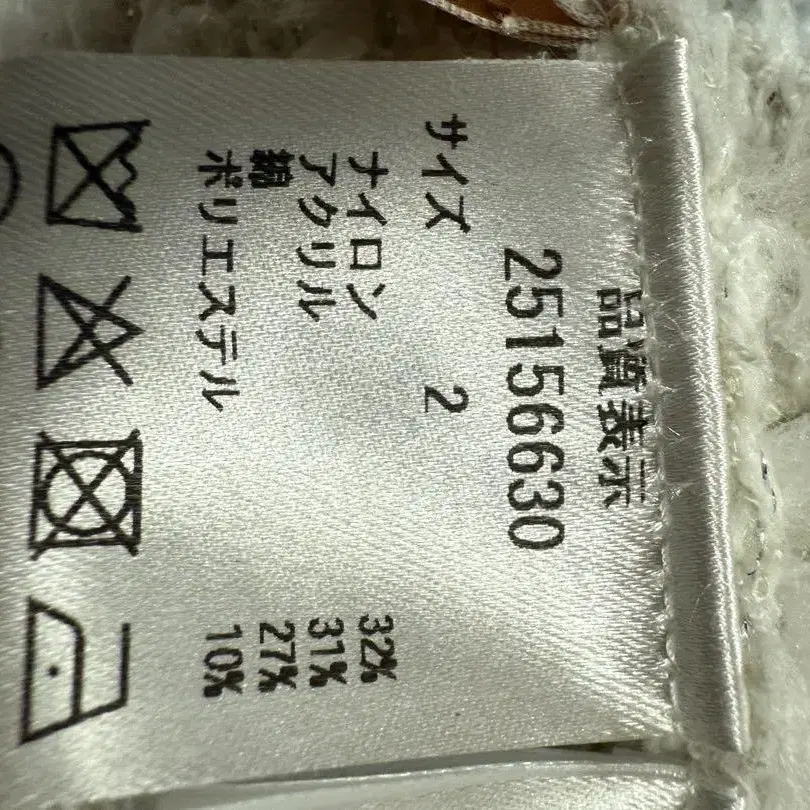 品質表示
25156630
サイズ 2
ナイロン 32%
アクリル 31%
綿 27%
ポリエステル 10%